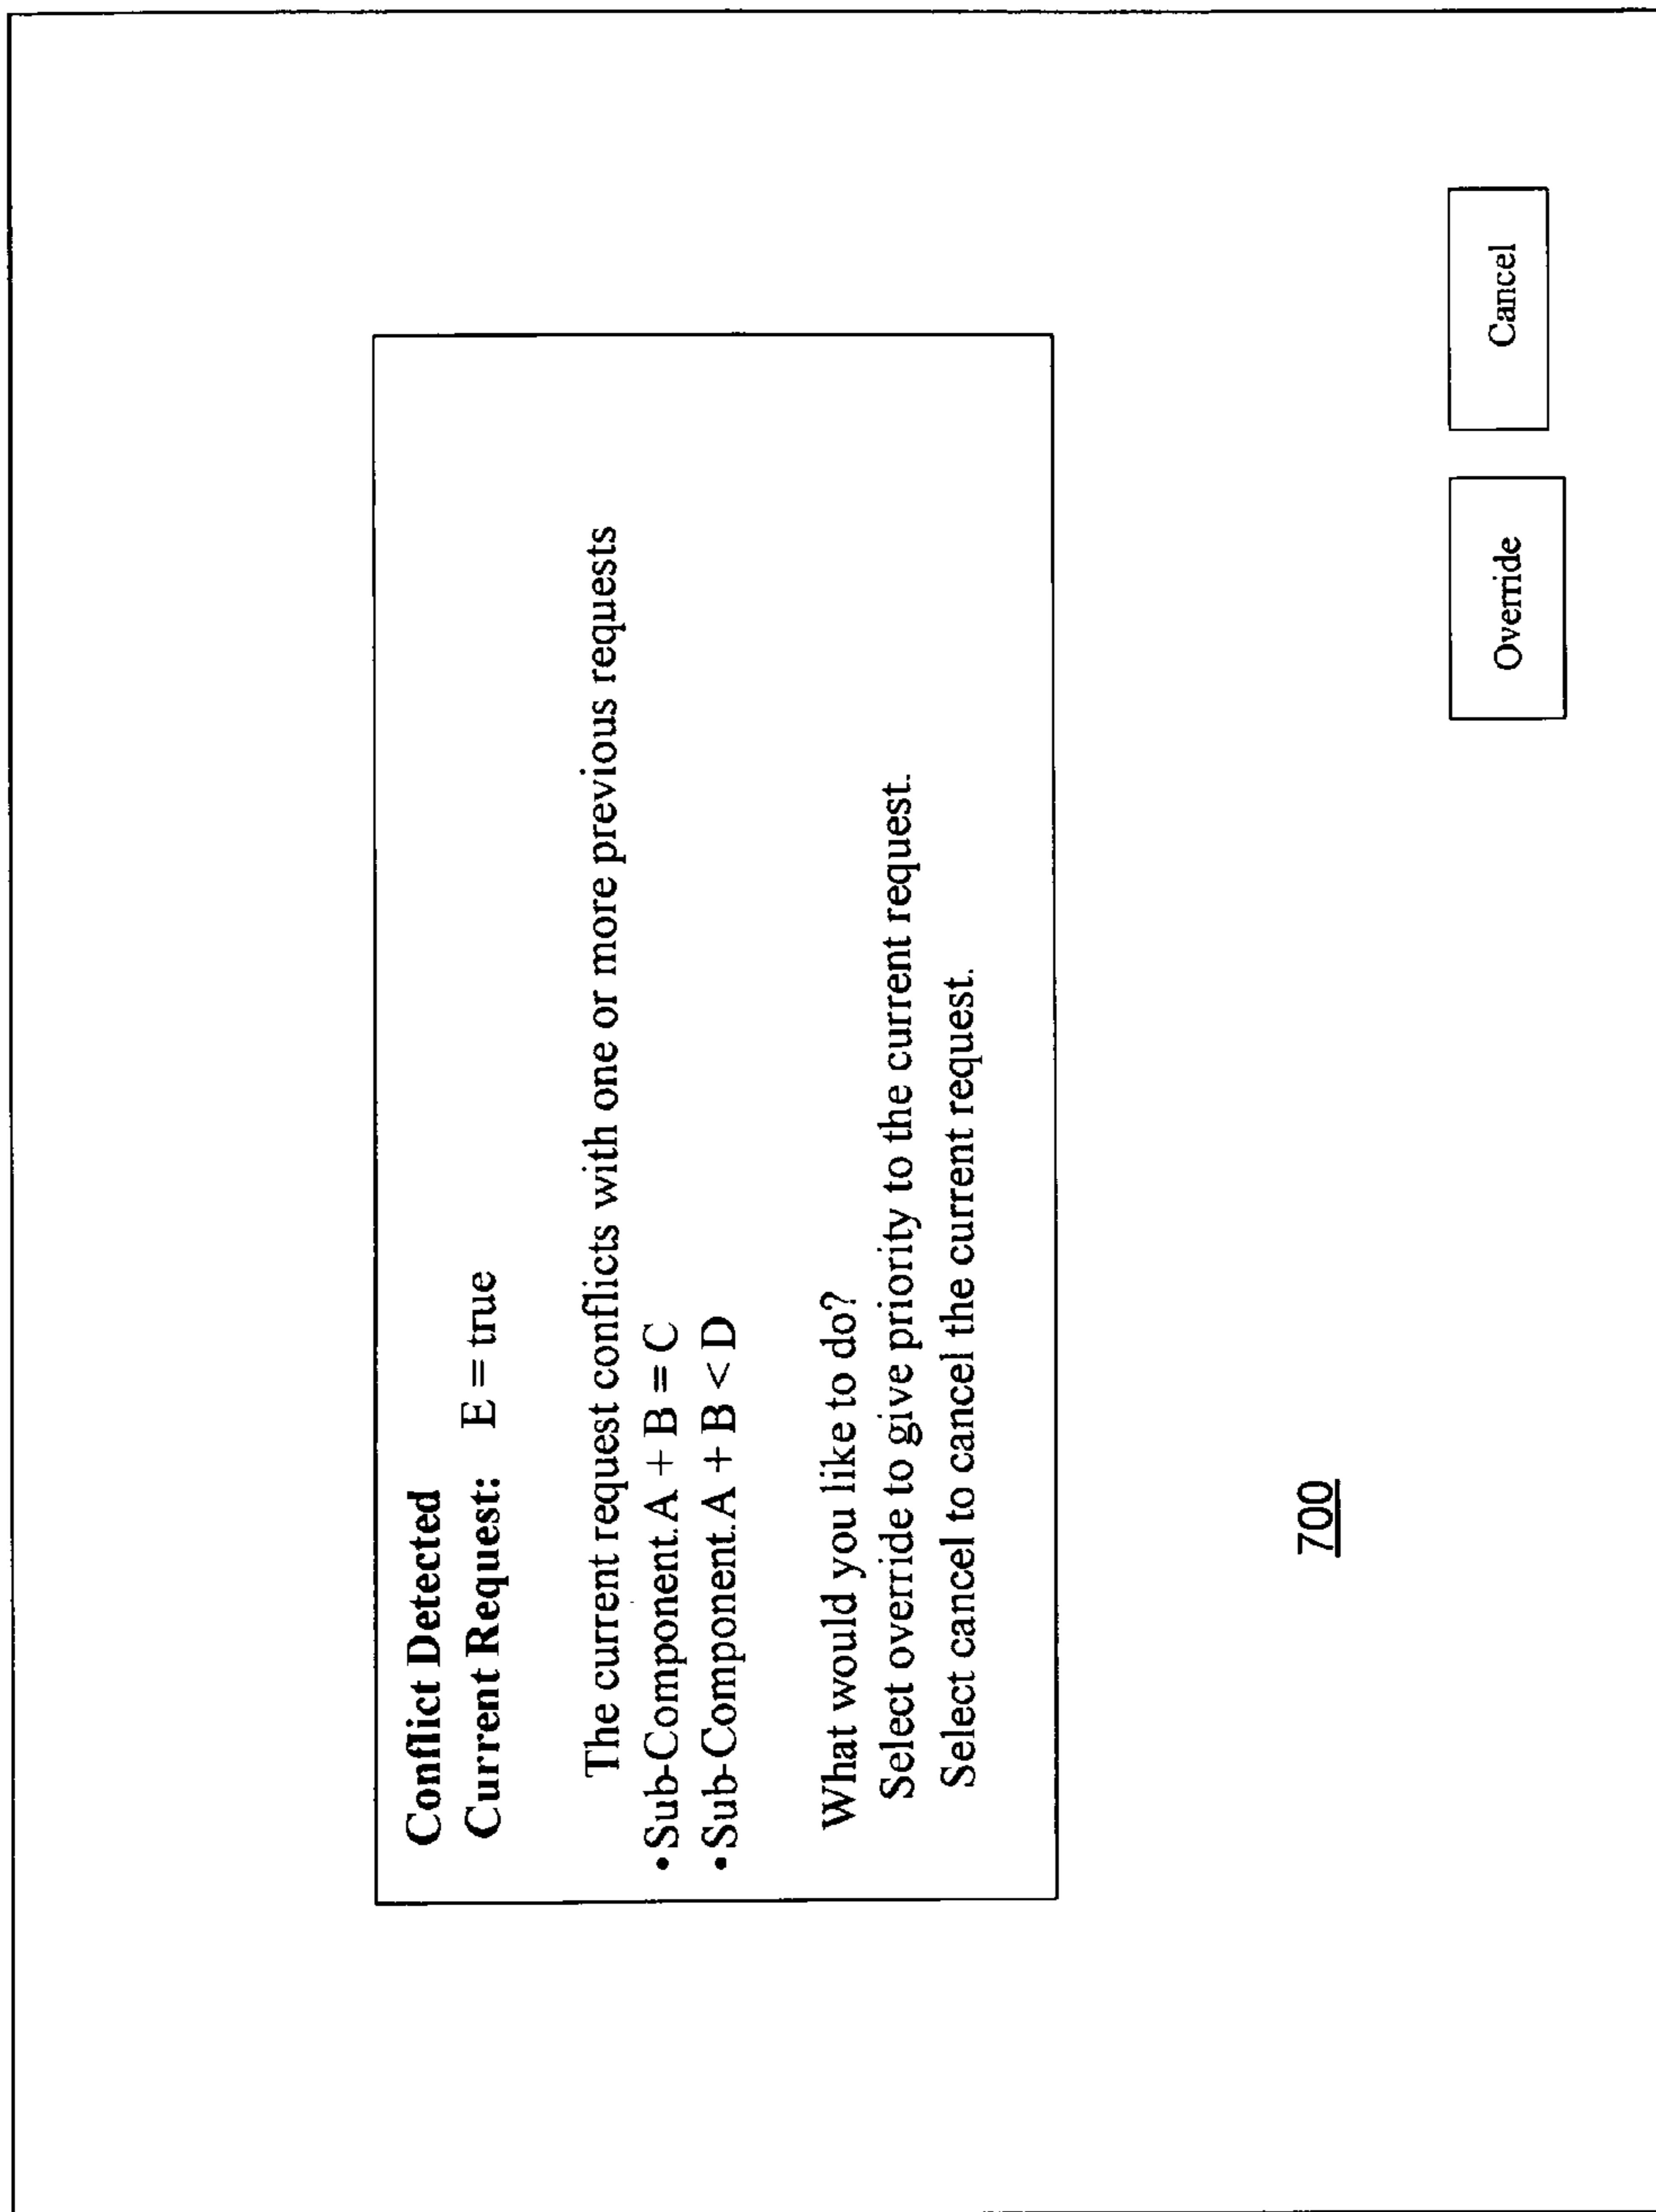 Conflict Detected
Current Request: E = true
The current request conflicts with one or more previous requests
•Sub-Component.A + B = C
•Sub-Component.A + B < D
What would you like to do?
Select override to give priority to the current request.
Select cancel to cancel the current request.
700
Override
Cancel